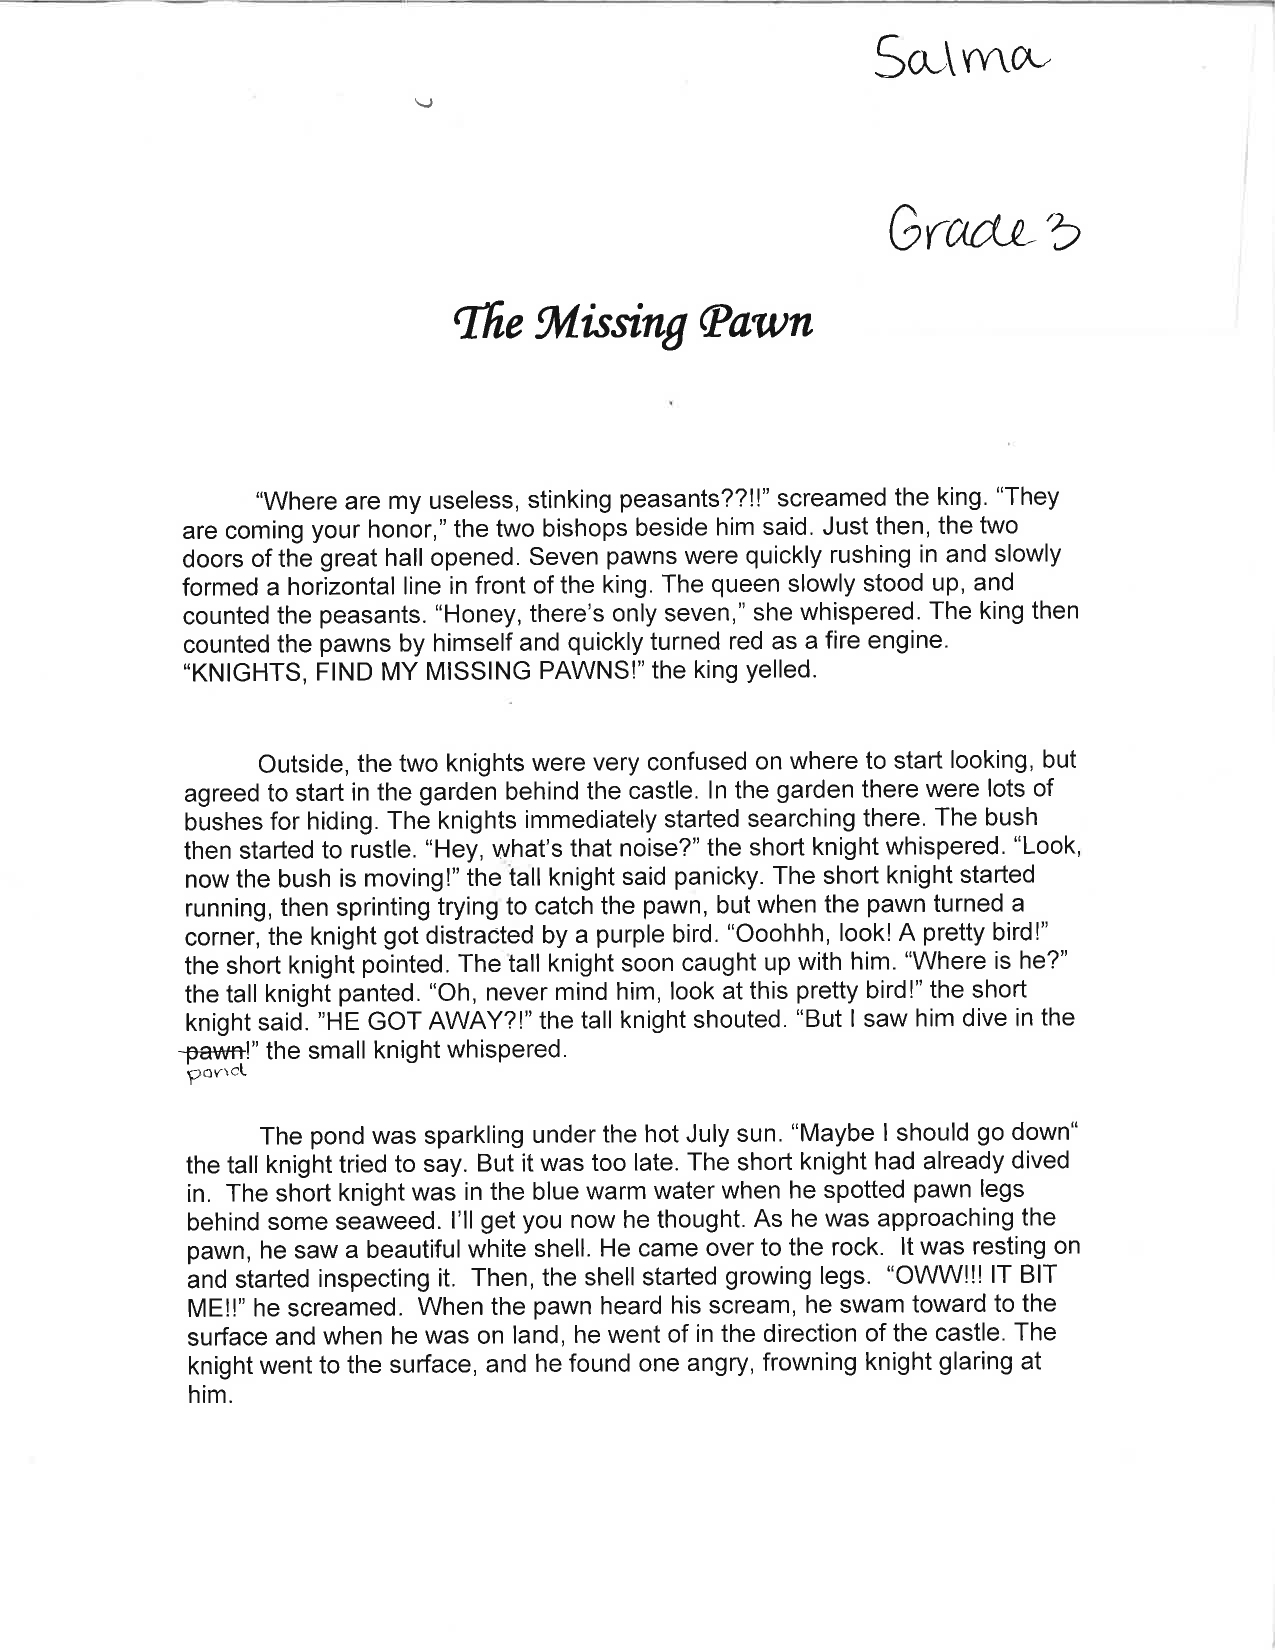 Salma
Grade 3
The Missing Pawn
“Where are my useless, stinking peasants??!!” screamed the king. “They
are coming your honor,” the two bishops beside him said. Just then, the two
doors of the great hall opened. Seven pawns were quickly rushing in and slowly
formed a horizontal line in front of the king. The queen slowly stood up, and
counted the peasants. “Honey, there’s only seven,” she whispered. The king then
counted the pawns by himself and quickly turned red as a fire engine.
“KNIGHTS, FIND MY MISSING PAWNS!” the king yelled.
Outside, the two knights were very confused on where to start looking, but
agreed to start in the garden behind the castle. In the garden there were lots of
bushes for hiding. The knights immediately started searching there. The bush
then started to rustle. “Hey, what’s that noise?” the short knight whispered. “Look,
now the bush is moving!” the tall knight said panicky. The short knight started
running, then sprinting trying to catch the pawn, but when the pawn turned a
corner, the knight got distracted by a purple bird. “Ooohhh, look! A pretty bird!”
the short knight pointed. The tall knight soon caught up with him. “Where is he?”
the tall knight panted. “Oh, never mind him, look at this pretty bird!” the short
knight said. ”HE GOT AWAY?!” the tall knight shouted. “But I saw him dive in the
pawn!” the small knight whispered.
pond
The pond was sparkling under the hot July sun. “Maybe I should go down“
the tall knight tried to say. But it was too late. The short knight had already dived
in.  The short knight was in the blue warm water when he spotted pawn legs
behind some seaweed. I’ll get you now he thought. As he was approaching the
pawn, he saw a beautiful white shell. He came over to the rock.  It was resting on
and started inspecting it.  Then, the shell started growing legs.  “OWW!!! IT BIT
ME!!” he screamed.  When the pawn heard his scream, he swam toward to the
surface and when he was on land, he went of in the direction of the castle. The
knight went to the surface, and he found one angry, frowning knight glaring at
him.